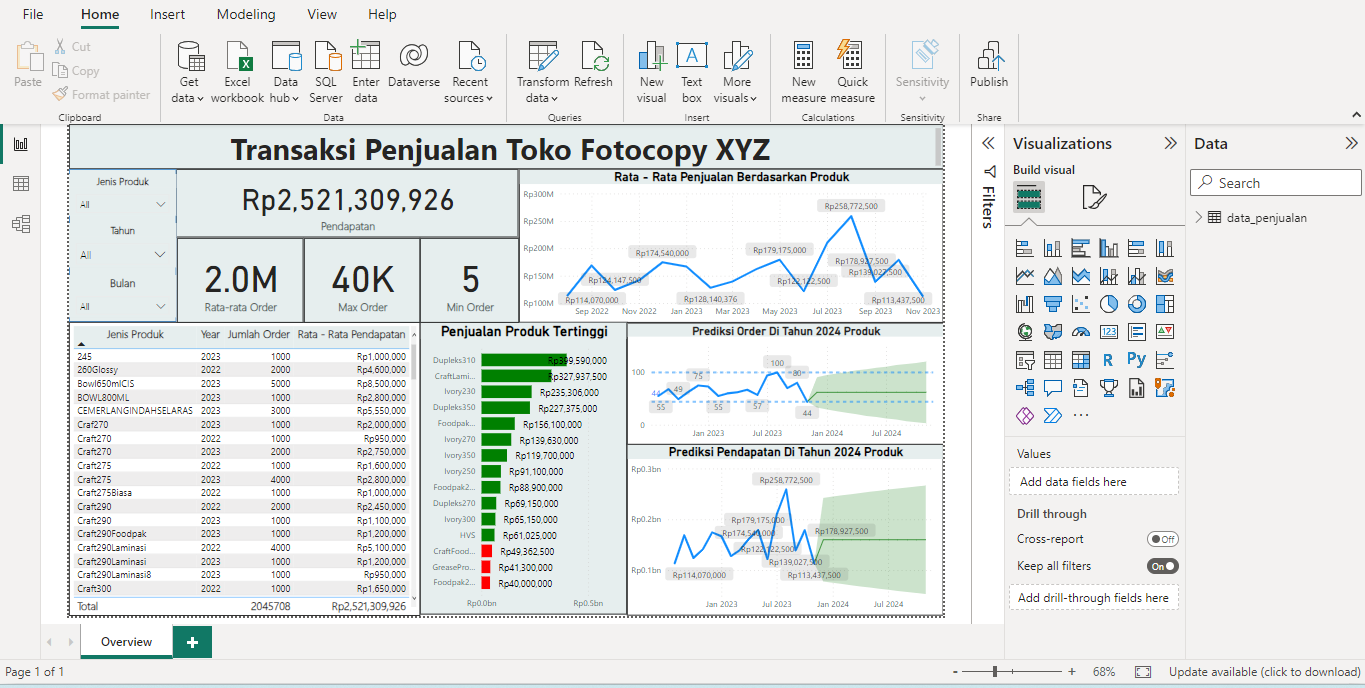 File Home Insert Modeling View Help
Paste
Cut
Copy
Format painter
Clipboard
Get data
Excel workbook
Data hub
SQL Server
Enter data
Dataverse
Recent sources
Data
Transform data
Refresh
Queries
New visual
Text box
More visuals
Insert
New measure
Quick measure
Calculations
Sensitivity
Sensitivity
Publish
Share
Transaksi Penjualan Toko Fotocopy XYZ
Jenis Produk
All
Tahun
All
Bulan
All
Rp2,521,309,926
Pendapatan
2.0M
Rata-rata Order
40K
Max Order
5
Min Order
Rata - Rata Penjualan Berdasarkan Produk
Rp300M
Rp250M
Rp200M
Rp150M
Rp100M
Rp258,772,500
Rp174,540,000
Rp179,175,000
Rp178,927,500
Rp124,147,500
Rp122,122,500
Rp139,027,500
Rp114,070,000
Rp128,140,376
Rp113,437,500
Sep 2022 Nov 2022 Jan 2023 Mar 2023 May 2023 Jul 2023 Sep 2023 Nov 2023
Jenis Produk Year Jumlah Order Rata - Rata Pendapatan
245 2023 1000 Rp1,000,000
260Glossy 2022 2000 Rp4,600,000
Bowl650mlCIS 2023 5000 Rp8,500,000
BOWL800ML 2023 1000 Rp2,800,000
CEMERLANGINDAHSELARAS 2023 3000 Rp5,550,000
Craf270 2023 1000 Rp2,000,000
Craft270 2022 1000 Rp950,000
Craft270 2023 2000 Rp2,750,000
Craft275 2022 1000 Rp1,600,000
Craft275 2023 4000 Rp2,800,000
Craft275Biasa 2022 1000 Rp1,000,000
Craft290 2022 2000 Rp2,450,000
Craft290 2023 1000 Rp1,100,000
Craft290Foodpak 2023 1000 Rp1,200,000
Craft290Laminasi 2022 4000 Rp5,100,000
Craft290Laminasi 2023 1000 Rp1,200,000
Craft290Laminasi8 2023 1000 Rp950,000
Craft300 2022 1000 Rp1,650,000
Total 2045708 Rp2,521,309,926
Penjualan Produk Tertinggi
Dupleks310 Rp399,590,000
CraftLami... Rp327,937,500
Ivory230 Rp235,306,000
Dupleks350 Rp227,375,000
Foodpak... Rp156,100,000
Ivory270 Rp139,630,000
Ivory350 Rp119,700,000
Ivory250 Rp91,100,000
Foodpak2... Rp88,900,000
Dupleks270 Rp69,150,000
Ivory300 Rp65,150,000
HVS Rp61,025,000
CraftFood... Rp49,362,500
GreasePro... Rp41,300,000
Foodpak2... Rp40,000,000
Rp0.0bn Rp0.5bn
Prediksi Order Di Tahun 2024 Produk
100
0
44
55
49
75
55
57
100
80
44
Jan 2023 Jul 2023 Jan 2024 Jul 2024
Prediksi Pendapatan Di Tahun 2024 Produk
Rp0.3bn
Rp0.2bn
Rp0.1bn
Rp258,772,500
Rp179,175,000
Rp174,540,000
Rp178,927,500
Rp122,122,500
Rp139,027,500
Rp114,070,000
Rp113,437,500
Jan 2023 Jul 2023 Jan 2024 Jul 2024
Filters
Visualizations
Build visual
123
R
Py
Values
Add data fields here
Drill through
Cross-report
Off
Keep all filters
On
Add drill-through fields here
Data
Search
data_penjualan
Overview
Page 1 of 1
- + 68%
Update available (click to download)